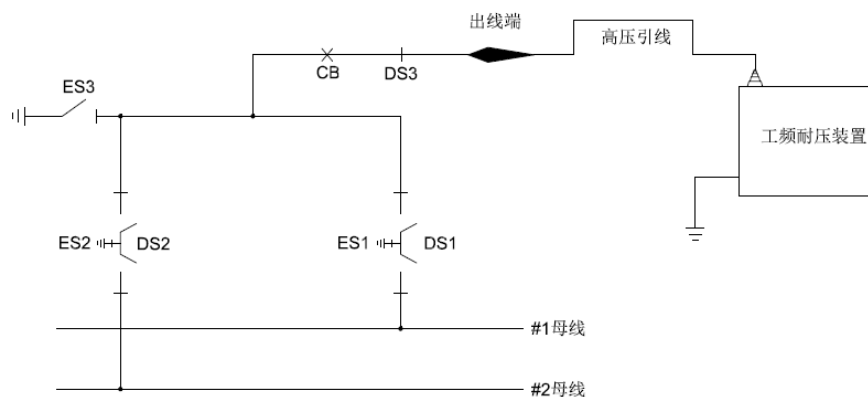 出线端
高压引线
CB
DS3
ES3
工频耐压装置
ES2
DS2
ES1
DS1
#1母线
#2母线